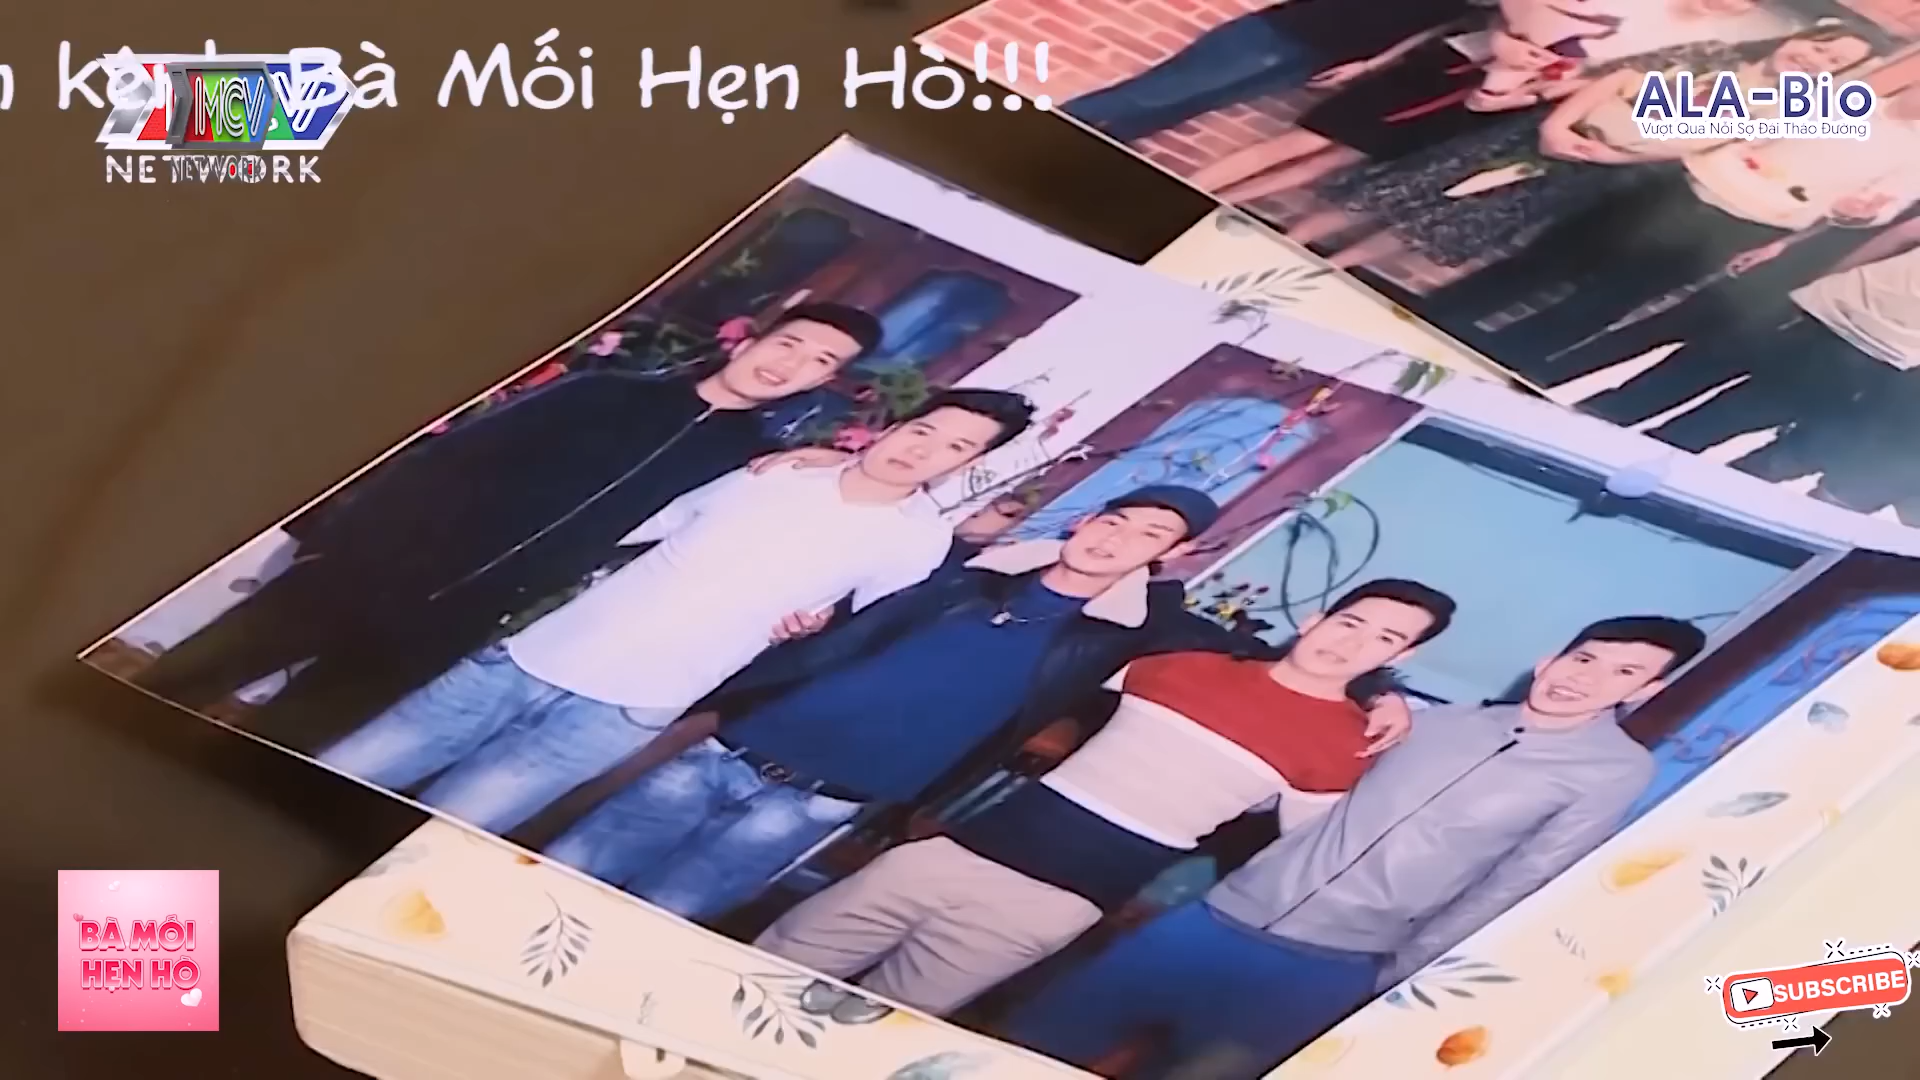 kênh Bà Mối Hẹn Hò!!!
MCV
NETWORK
ALA-Bio
Vượt Qua Nỗi Sợ Đái Tháo Đường
BÀ MỐI
HẸN HÒ
SUBSCRIBE